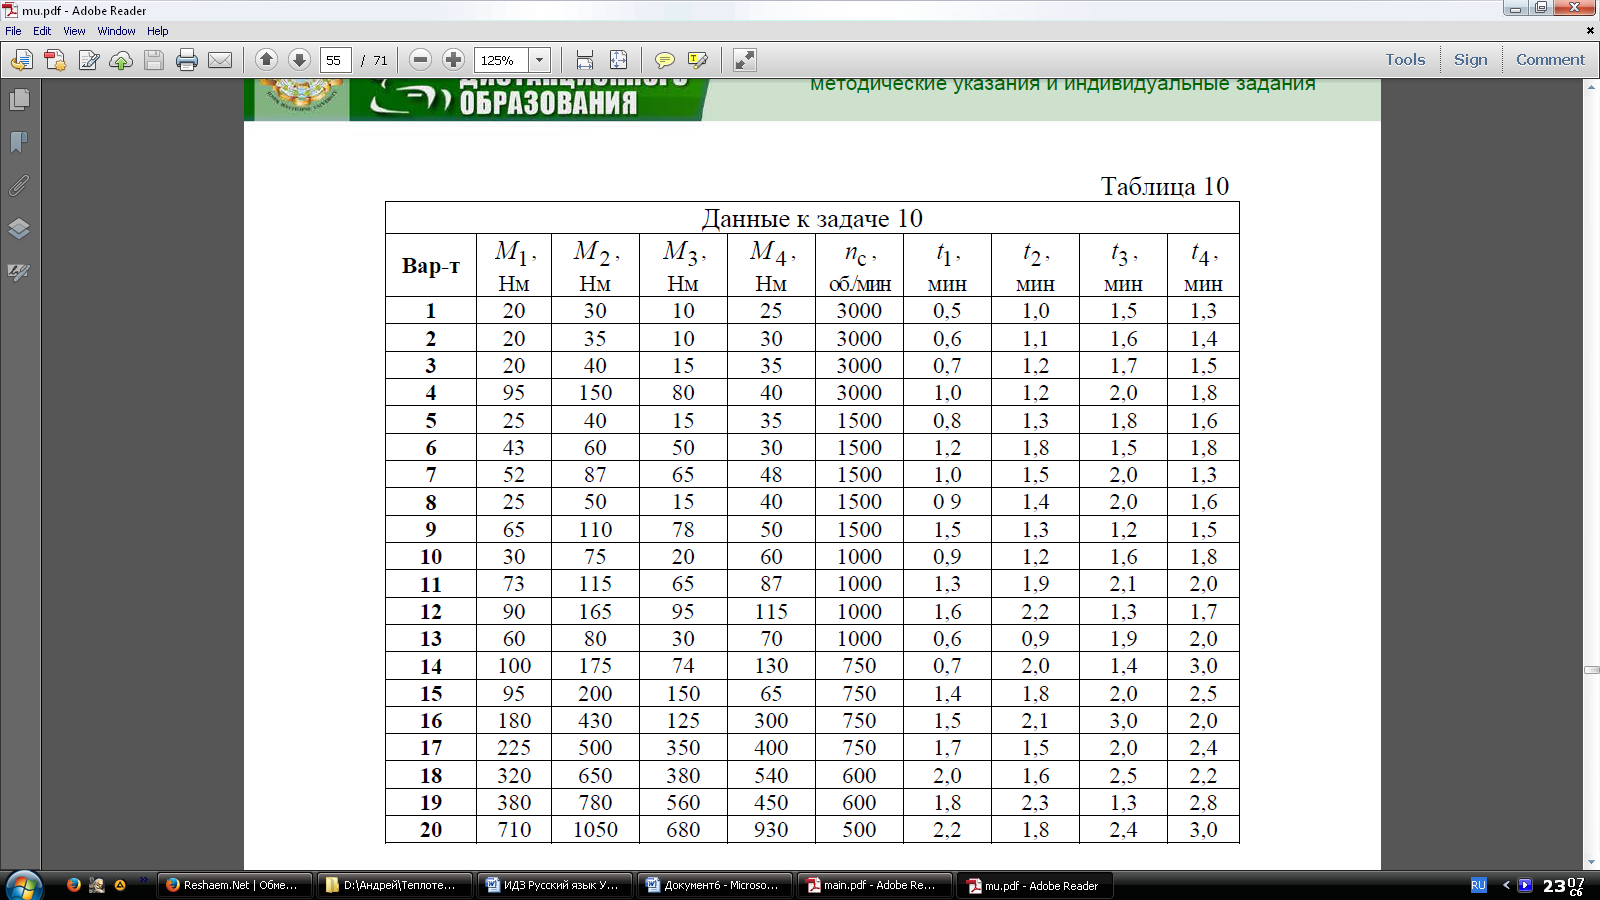 mu.pdf - Adobe Reader
File Edit View Window Help
55 / 71 125% Tools Sign Comment
ОБРАЗОВАНИЯ
методические указания и индивидуальные задания
Таблица 10
Данные к задаче 10
Вар-т M1, Нм M2, Нм M3, Нм M4, Нм nс, об/мин t1, мин t2, мин t3, мин t4, мин
1 20 30 10 25 3000 0,5 1,0 1,5 1,3
2 20 35 10 30 3000 0,6 1,1 1,6 1,4
3 20 40 15 35 3000 0,7 1,2 1,7 1,5
4 95 150 80 40 3000 1,0 1,2 2,0 1,8
5 25 40 15 35 1500 0,8 1,3 1,8 1,6
6 43 60 50 30 1500 1,2 1,8 1,5 1,8
7 52 87 65 48 1500 1,0 1,5 2,0 1,3
8 25 50 15 40 1500 0 9 1,4 2,0 1,6
9 65 110 78 50 1500 1,5 1,3 1,2 1,5
10 30 75 20 60 1000 0,9 1,2 1,6 1,8
11 73 115 65 87 1000 1,3 1,9 2,1 2,0
12 90 165 95 115 1000 1,6 2,2 1,3 1,7
13 60 80 30 70 1000 0,6 0,9 1,9 2,0
14 100 175 74 130 750 0,7 2,0 1,4 3,0
15 95 200 150 65 750 1,4 1,8 2,0 2,5
16 180 430 125 300 750 1,5 2,1 3,0 2,0
17 225 500 350 400 750 1,7 1,5 2,0 2,4
18 320 650 380 540 600 2,0 1,6 2,5 2,2
19 380 780 560 450 600 1,8 2,3 1,3 2,8
20 710 1050 680 930 500 2,2 1,8 2,4 3,0
Reshaem.Net | Обме... D:\Андрей\Теплоте... ИДЗ Русский язык У... Документ6 - Microso... main.pdf - Adobe Re... mu.pdf - Adobe Reader RU 23 07 Сб